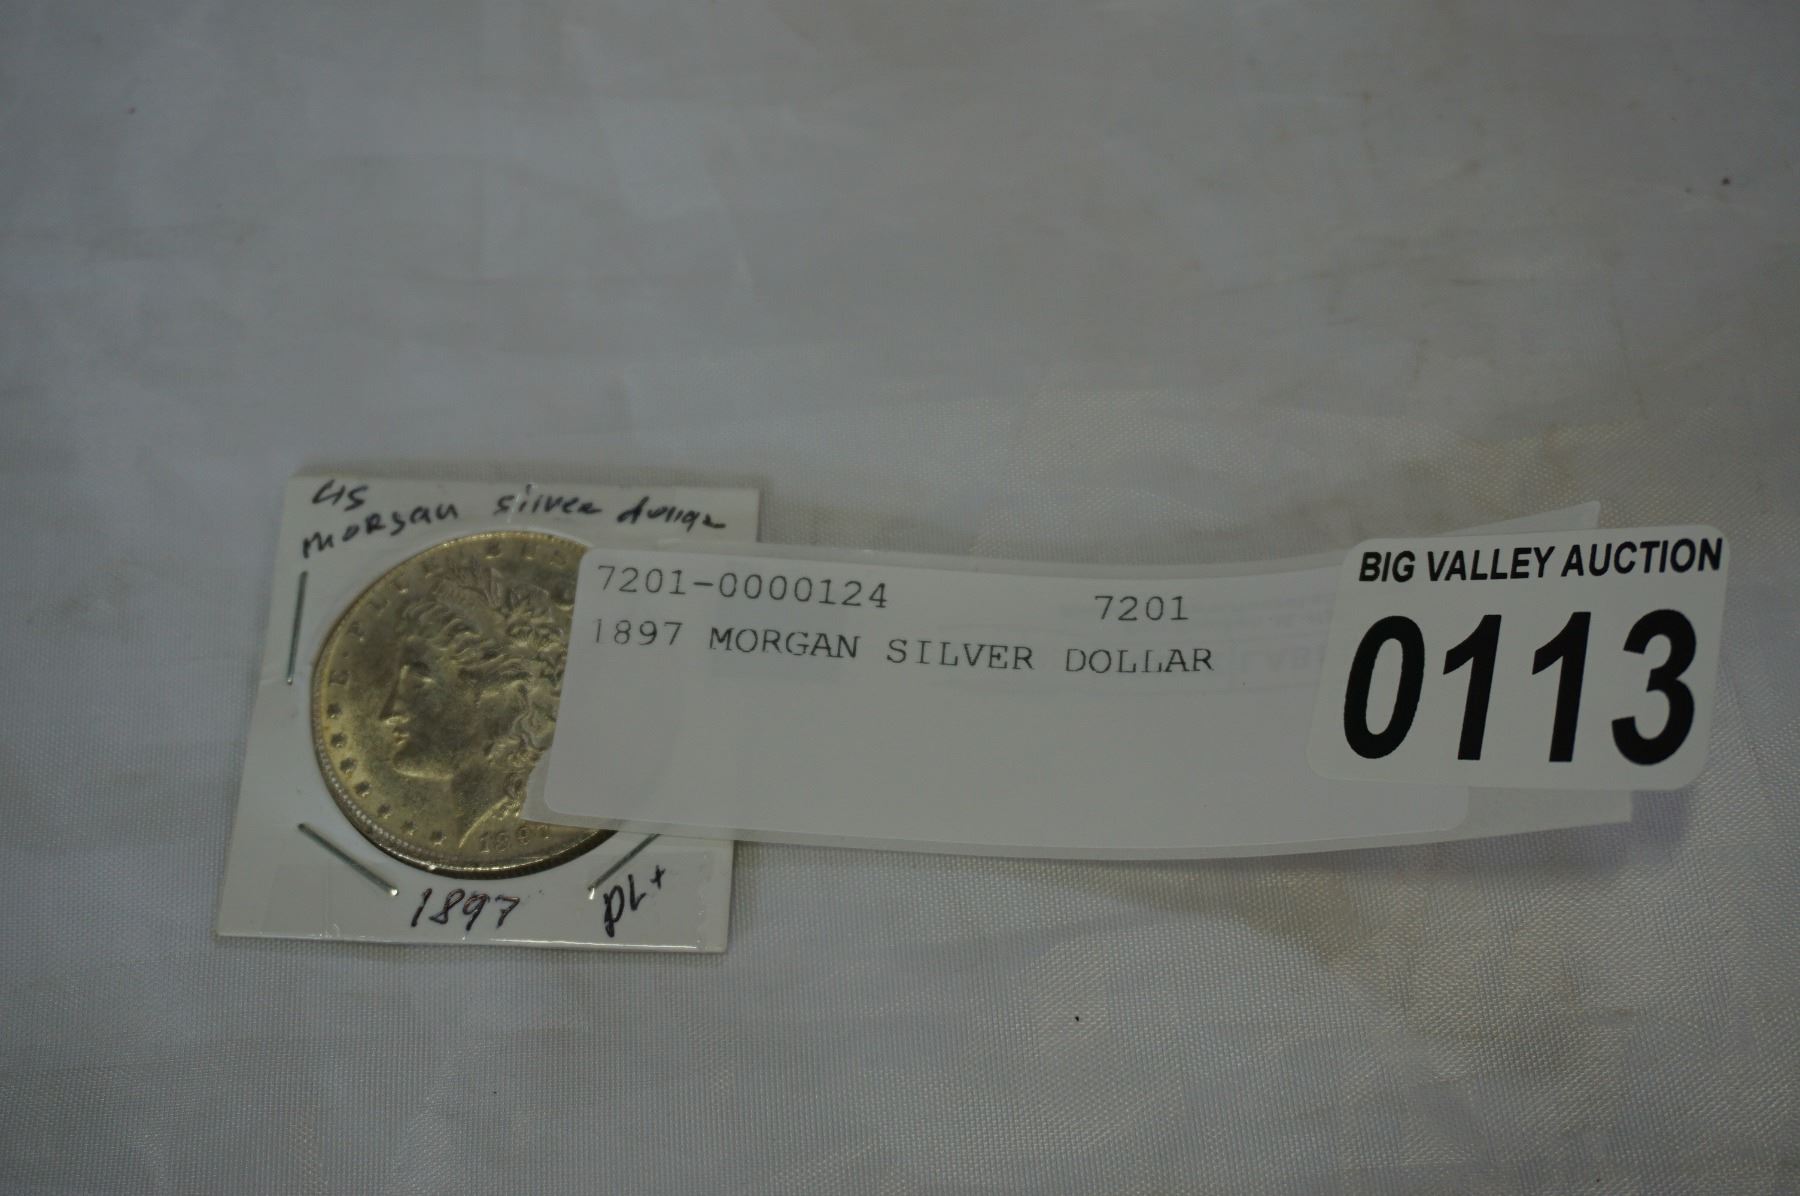 US
Morgan silver dollar
7201-0000124 7201
1897 MORGAN SILVER DOLLAR
BIG VALLEY AUCTION
0113
1897 PL+